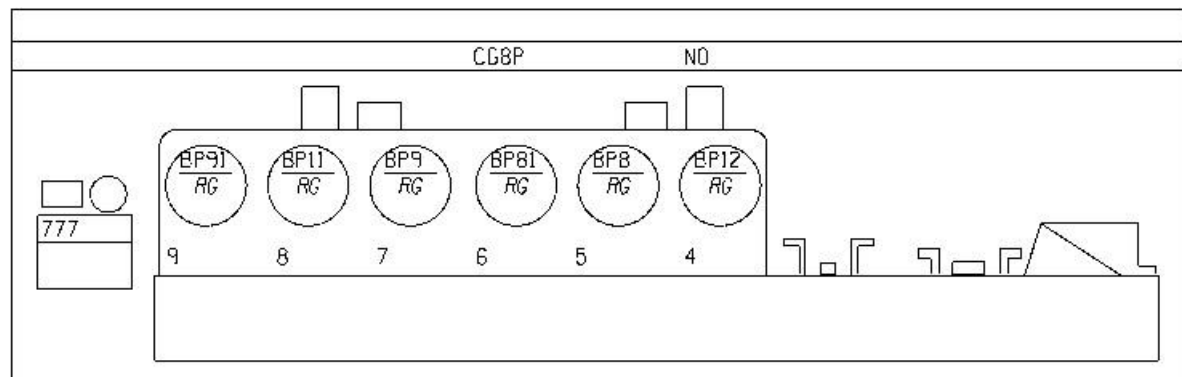 CG8P NO
BP91 BP11 BP9 BP81 BP8 BP12
RG RG RG RG RG RG
777
9 8 7 6 5 4